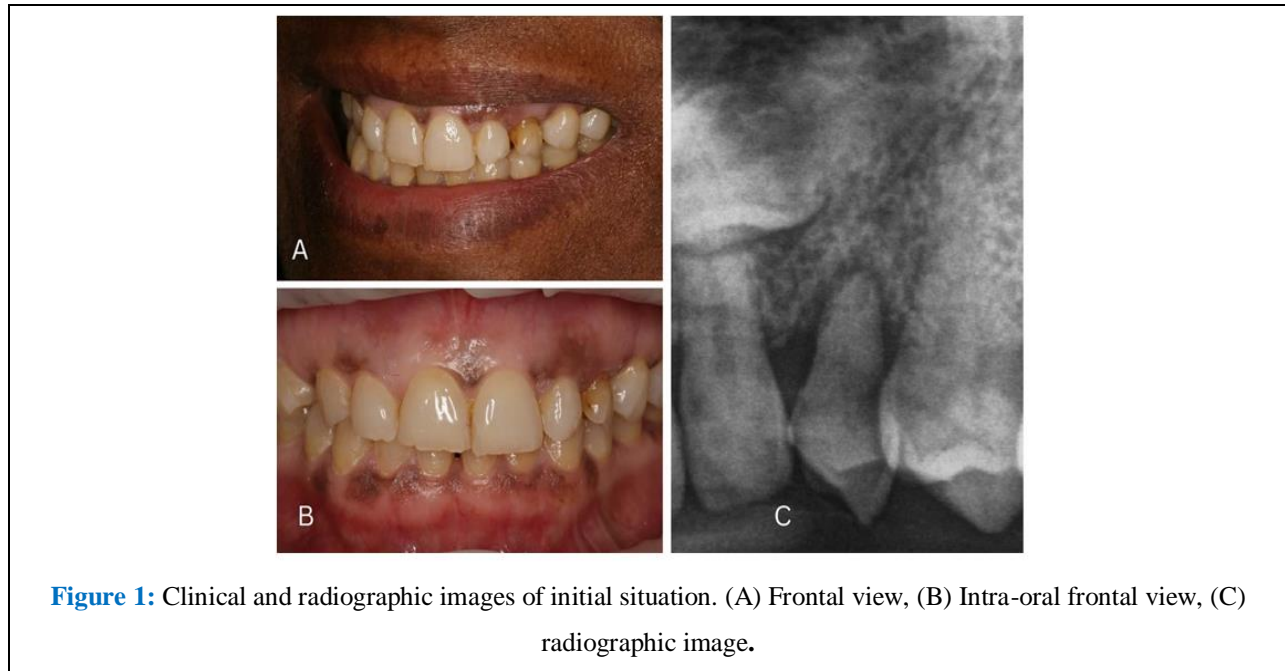 A
B
C
Figure 1: Clinical and radiographic images of initial situation. (A) Frontal view, (B) Intra-oral frontal view, (C)
radiographic image.